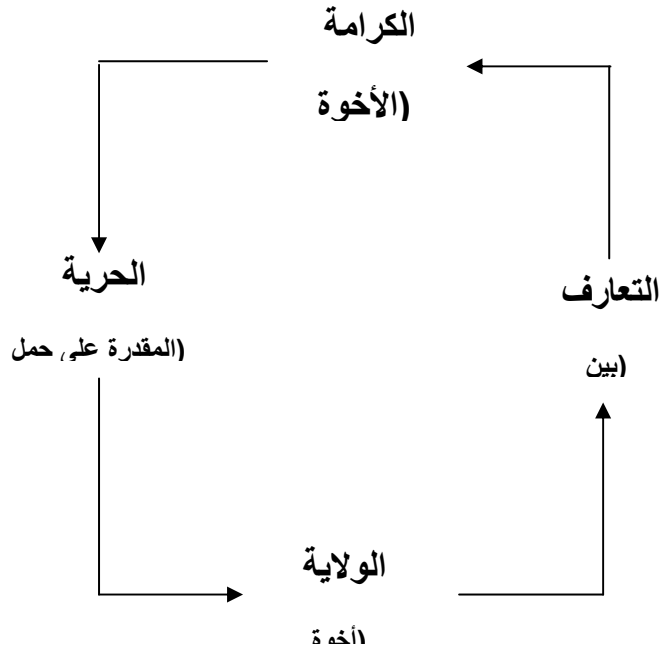 الكرامة
(الأخوة
الحرية
(المقدرة على حمل
التعارف
(بين
الولاية
(أخوة